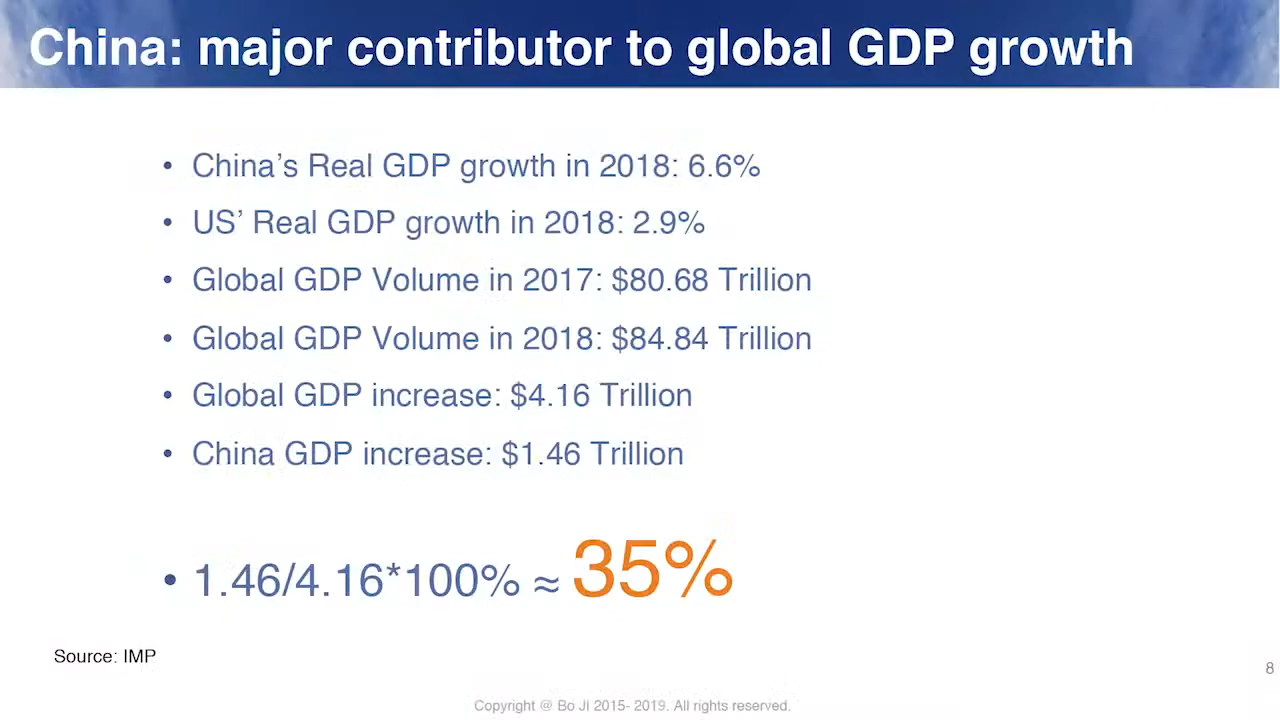 China: major contributor to global GDP growth
• China’s Real GDP growth in 2018: 6.6%
• US’ Real GDP growth in 2018: 2.9%
• Global GDP Volume in 2017: $80.68 Trillion
• Global GDP Volume in 2018: $84.84 Trillion
• Global GDP increase: $4.16 Trillion
• China GDP increase: $1.46 Trillion
• 1.46/4.16*100% ≈ 35%
Source: IMP
8
Copyright @ Bo JI 2015- 2019. All rights reserved.